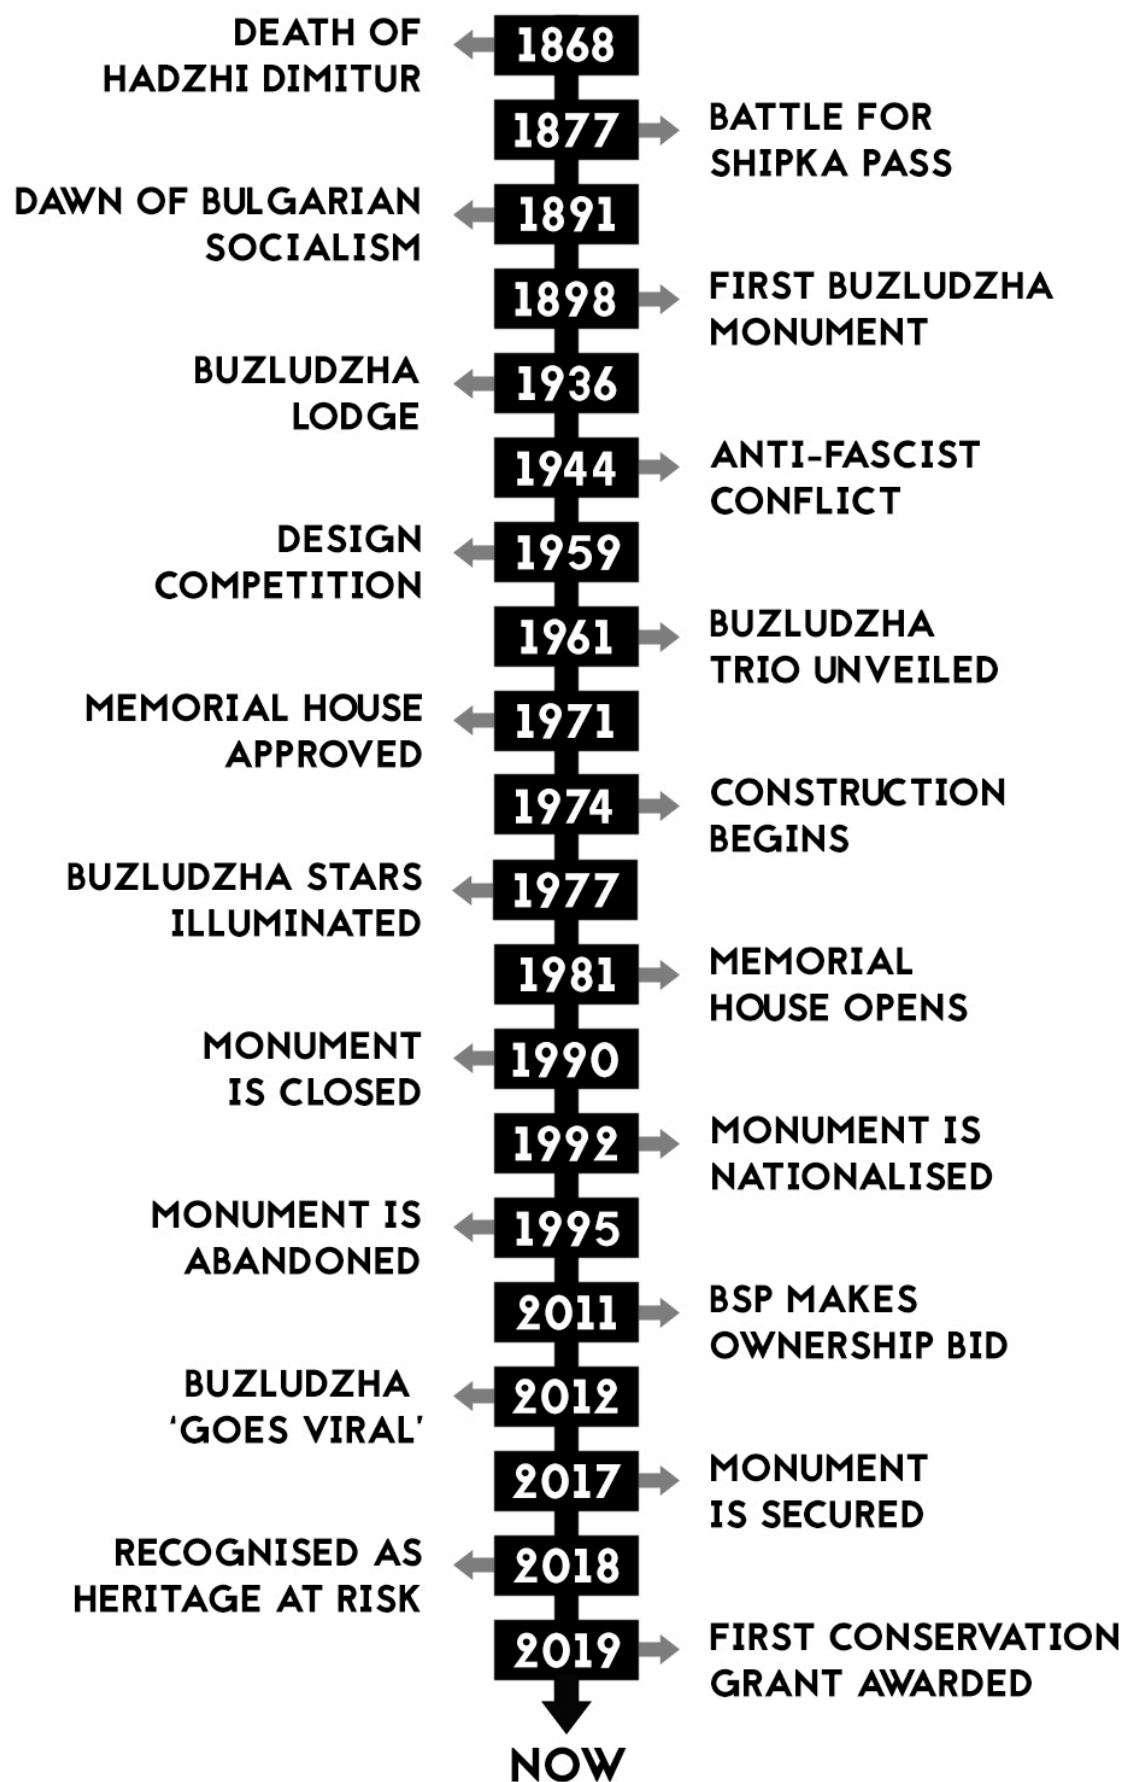 DEATH OF
HADZHI DIMITUR
1868
1877
BATTLE FOR
SHIPKA PASS
DAWN OF BULGARIAN
SOCIALISM
1891
1898
FIRST BUZLUDZHA
MONUMENT
BUZLUDZHA
LODGE
1936
1944
ANTI-FASCIST
CONFLICT
DESIGN
COMPETITION
1959
1961
BUZLUDZHA
TRIO UNVEILED
MEMORIAL HOUSE
APPROVED
1971
1974
CONSTRUCTION
BEGINS
BUZLUDZHA STARS
ILLUMINATED
1977
1981
MEMORIAL
HOUSE OPENS
MONUMENT
IS CLOSED
1990
1992
MONUMENT IS
NATIONALISED
MONUMENT IS
ABANDONED
1995
2011
BSP MAKES
OWNERSHIP BID
BUZLUDZHA
‘GOES VIRAL’
2012
2017
MONUMENT
IS SECURED
RECOGNISED AS
HERITAGE AT RISK
2018
2019
FIRST CONSERVATION
GRANT AWARDED
NOW